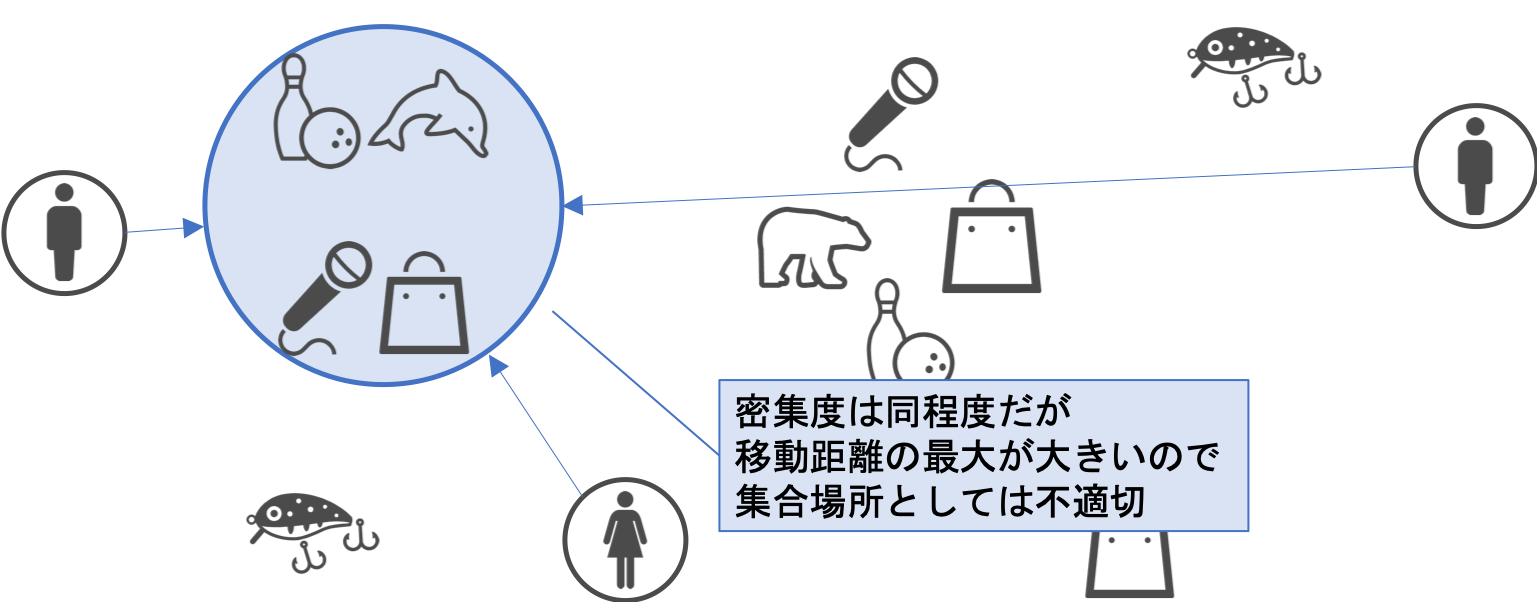 密集度は同程度だが
移動距離の最大が大きいので
集合場所としては不適切